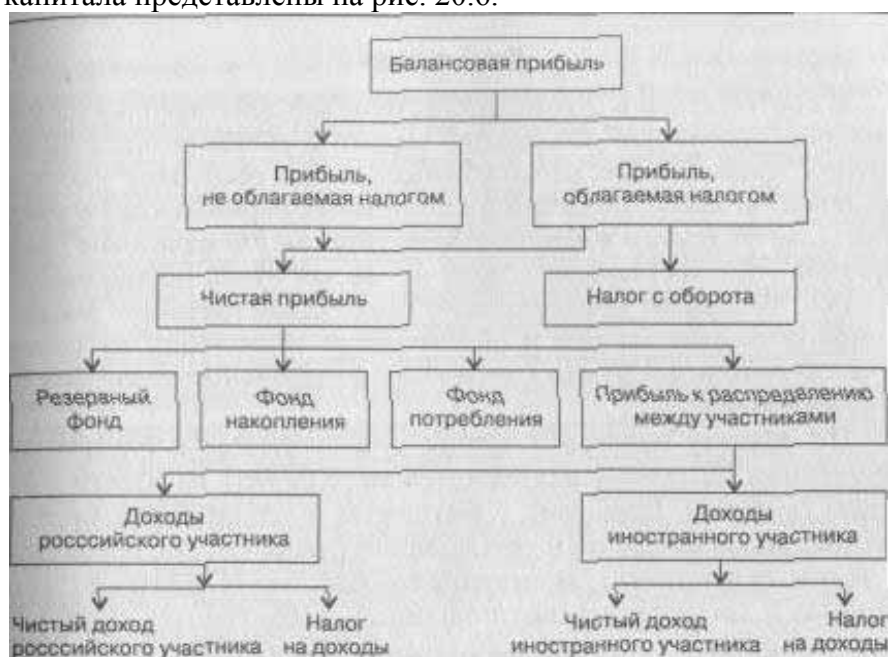 капитала представлены на рис. 20.6.
Балансовая прибыль
Прибыль,
не облагаемая налогом
Прибыль,
облагаемая налогом
Чистая прибыль
Налог с оборота
Резервный
фонд
Фонд
накопления
Фонд
потребления
Прибыль к распределению
между участниками
Доходы
росссийского участника
Доходы
иностранного участника
Чистый доход
росссийского участника
Налог
на доходы
Чистый доход
иностранного участника
Налог
на доходы